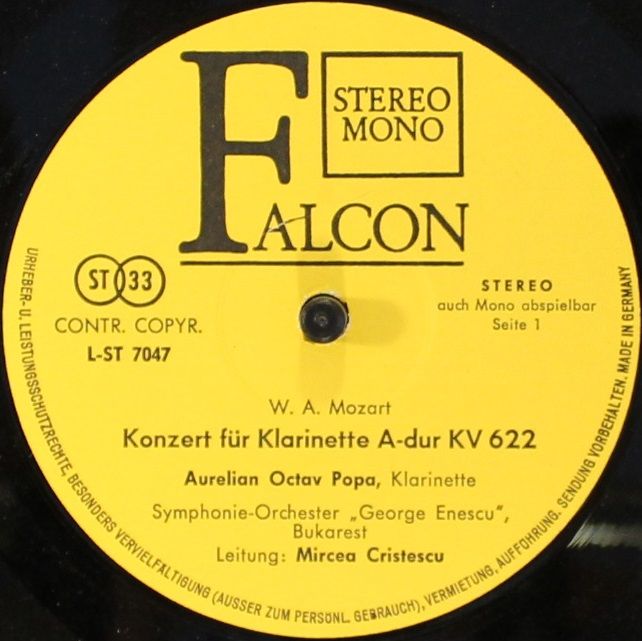 FALCON
STEREO
MONO
ST 33
CONTR. COPYR.
L-ST 7047
STEREO
auch Mono abspielbar
Seite 1
W. A. Mozart
Konzert für Klarinette A-dur KV 622
Aurelian Octav Popa, Klarinette
Symphonie-Orchester „George Enescu“,
Bukarest
Leitung: Mircea Cristescu
URHEBER- U. LEISTUNGSSCHUTZRECHTE, BESONDERS VERVIELFÄLTIGUNG (AUSSER ZUM PERSÖNL. GEBRAUCH), VERMIETUNG, AUFFÜHRUNG. SENDUNG VORBEHALTEN. MADE IN GERMANY